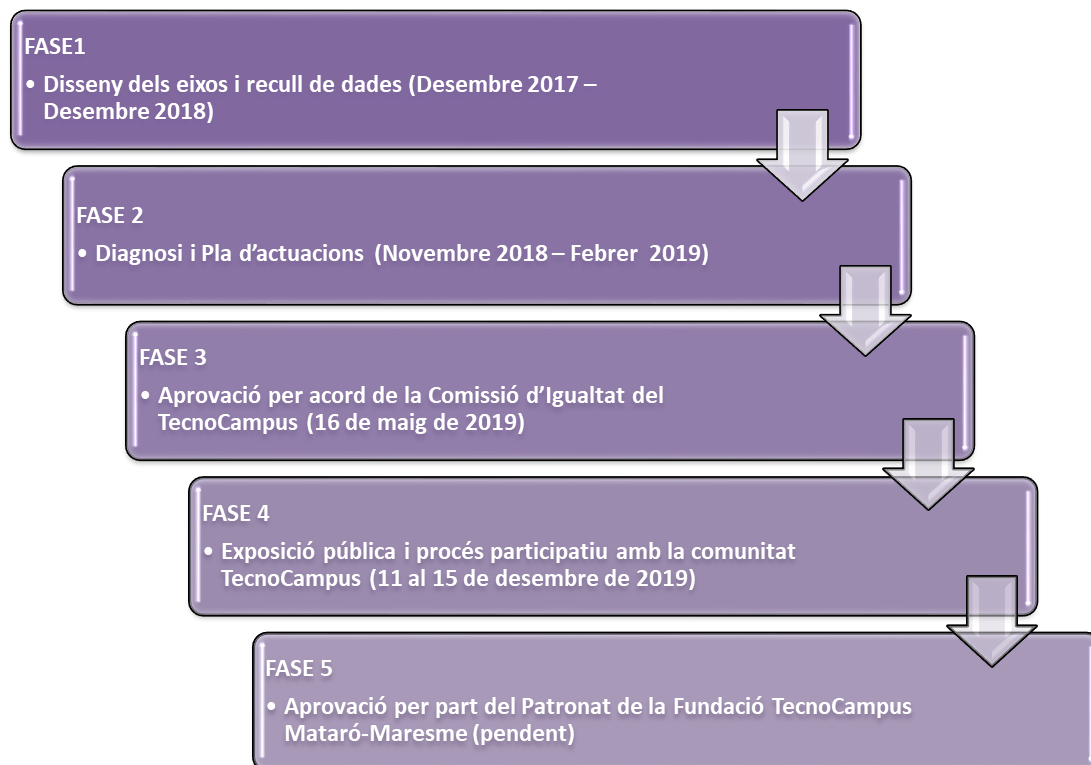 FASE1
• Disseny dels eixos i recull de dades (Desembre 2017 –
Desembre 2018)
FASE 2
• Diagnosi i Pla d’actuacions (Novembre 2018 – Febrer 2019)
FASE 3
• Aprovació per acord de la Comissió d’Igualtat del
TecnoCampus (16 de maig de 2019)
FASE 4
• Exposició pública i procés participatiu amb la comunitat
TecnoCampus (11 al 15 de desembre de 2019)
FASE 5
• Aprovació per part del Patronat de la Fundació TecnoCampus
Mataró-Maresme (pendent)